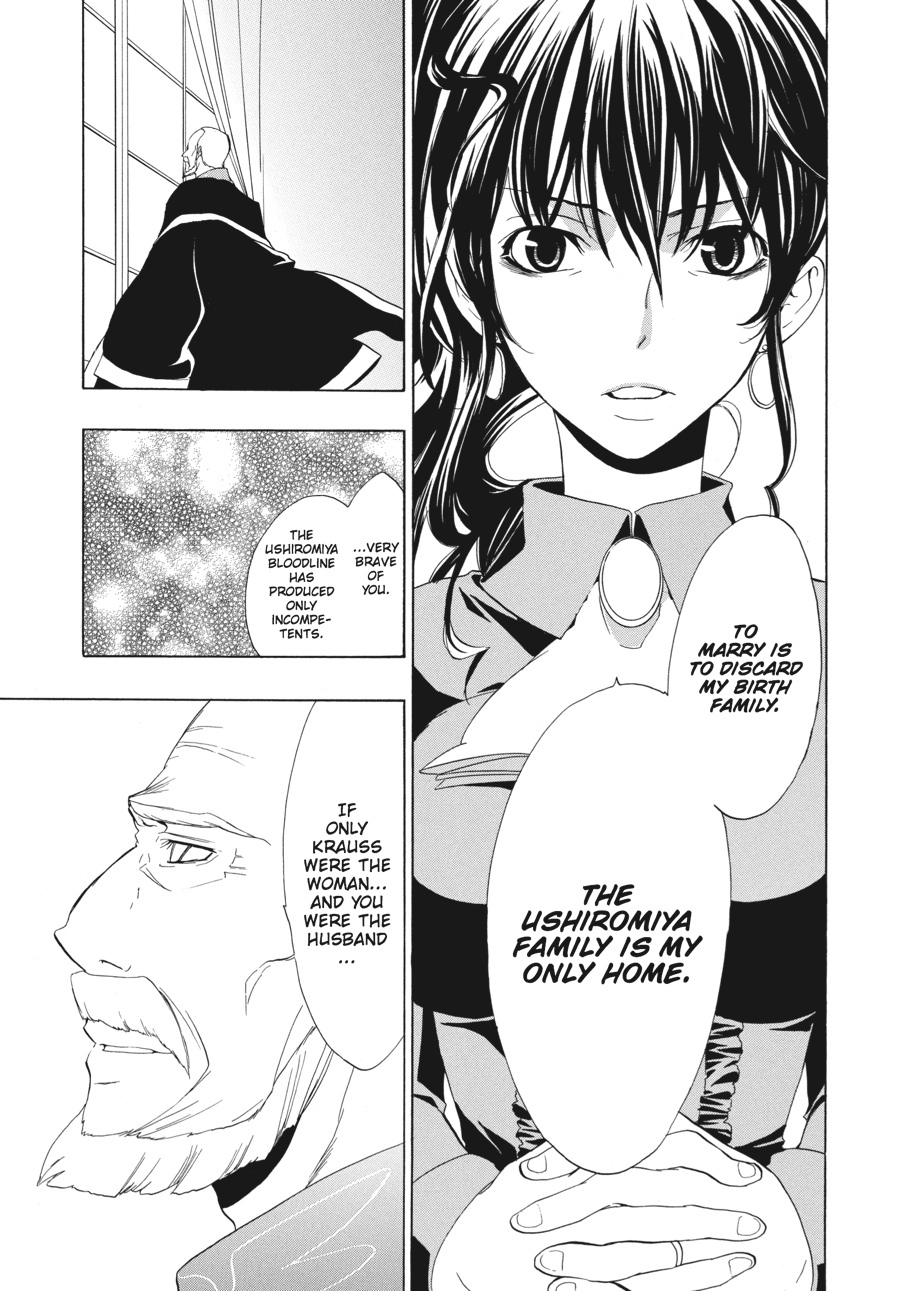 TO
MARRY IS
TO DISCARD
MY BIRTH
FAMILY.
THE
USHIROMIYA
FAMILY IS MY
ONLY HOME.
...VERY
BRAVE
OF
YOU.
THE
USHIROMIYA
BLOODLINE
HAS
PRODUCED
ONLY
INCOMPE-
TENTS.
IF
ONLY
KRAUSS
WERE THE
WOMAN...
AND YOU
WERE THE
HUSBAND
...